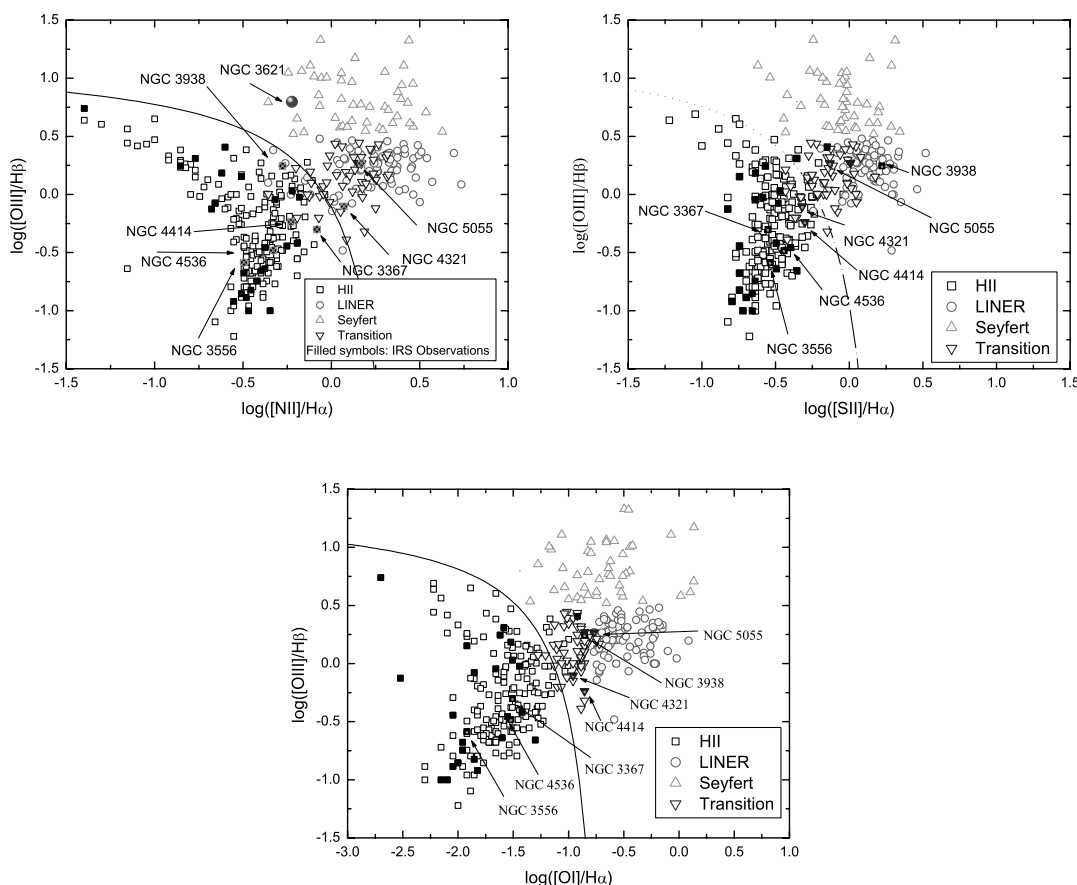 1.5
1.0
0.5
0.0
-0.5
-1.0
-1.5
log([OIII]/Hβ)
NGC 3938
NGC 3621
NGC 4414
NGC 4536
NGC 3556
NGC 5055
NGC 4321
NGC 3367
HII
LINER
Seyfert
Transition
Filled symbols: IRS Observations
-1.5 -1.0 -0.5 0.0 0.5 1.0
log([NII]/Hα)
1.5
1.0
0.5
0.0
-0.5
-1.0
-1.5
log([OIII]/Hβ)
NGC 3938
NGC 3367
NGC 5055
NGC 4321
NGC 4414
NGC 4536
NGC 3556
HII
LINER
Seyfert
Transition
-1.5 -1.0 -0.5 0.0 0.5 1.0 1.5
log([SII]/Hα)
1.5
1.0
0.5
0.0
-0.5
-1.0
-1.5
log([OIII]/Hβ)
NGC 5055
NGC 3938
NGC 4321
NGC 4414
NGC 3367
NGC 4536
NGC 3556
HII
LINER
Seyfert
Transition
-3.0 -2.5 -2.0 -1.5 -1.0 -0.5 0.0 0.5 1.0
log([OI]/Hα)